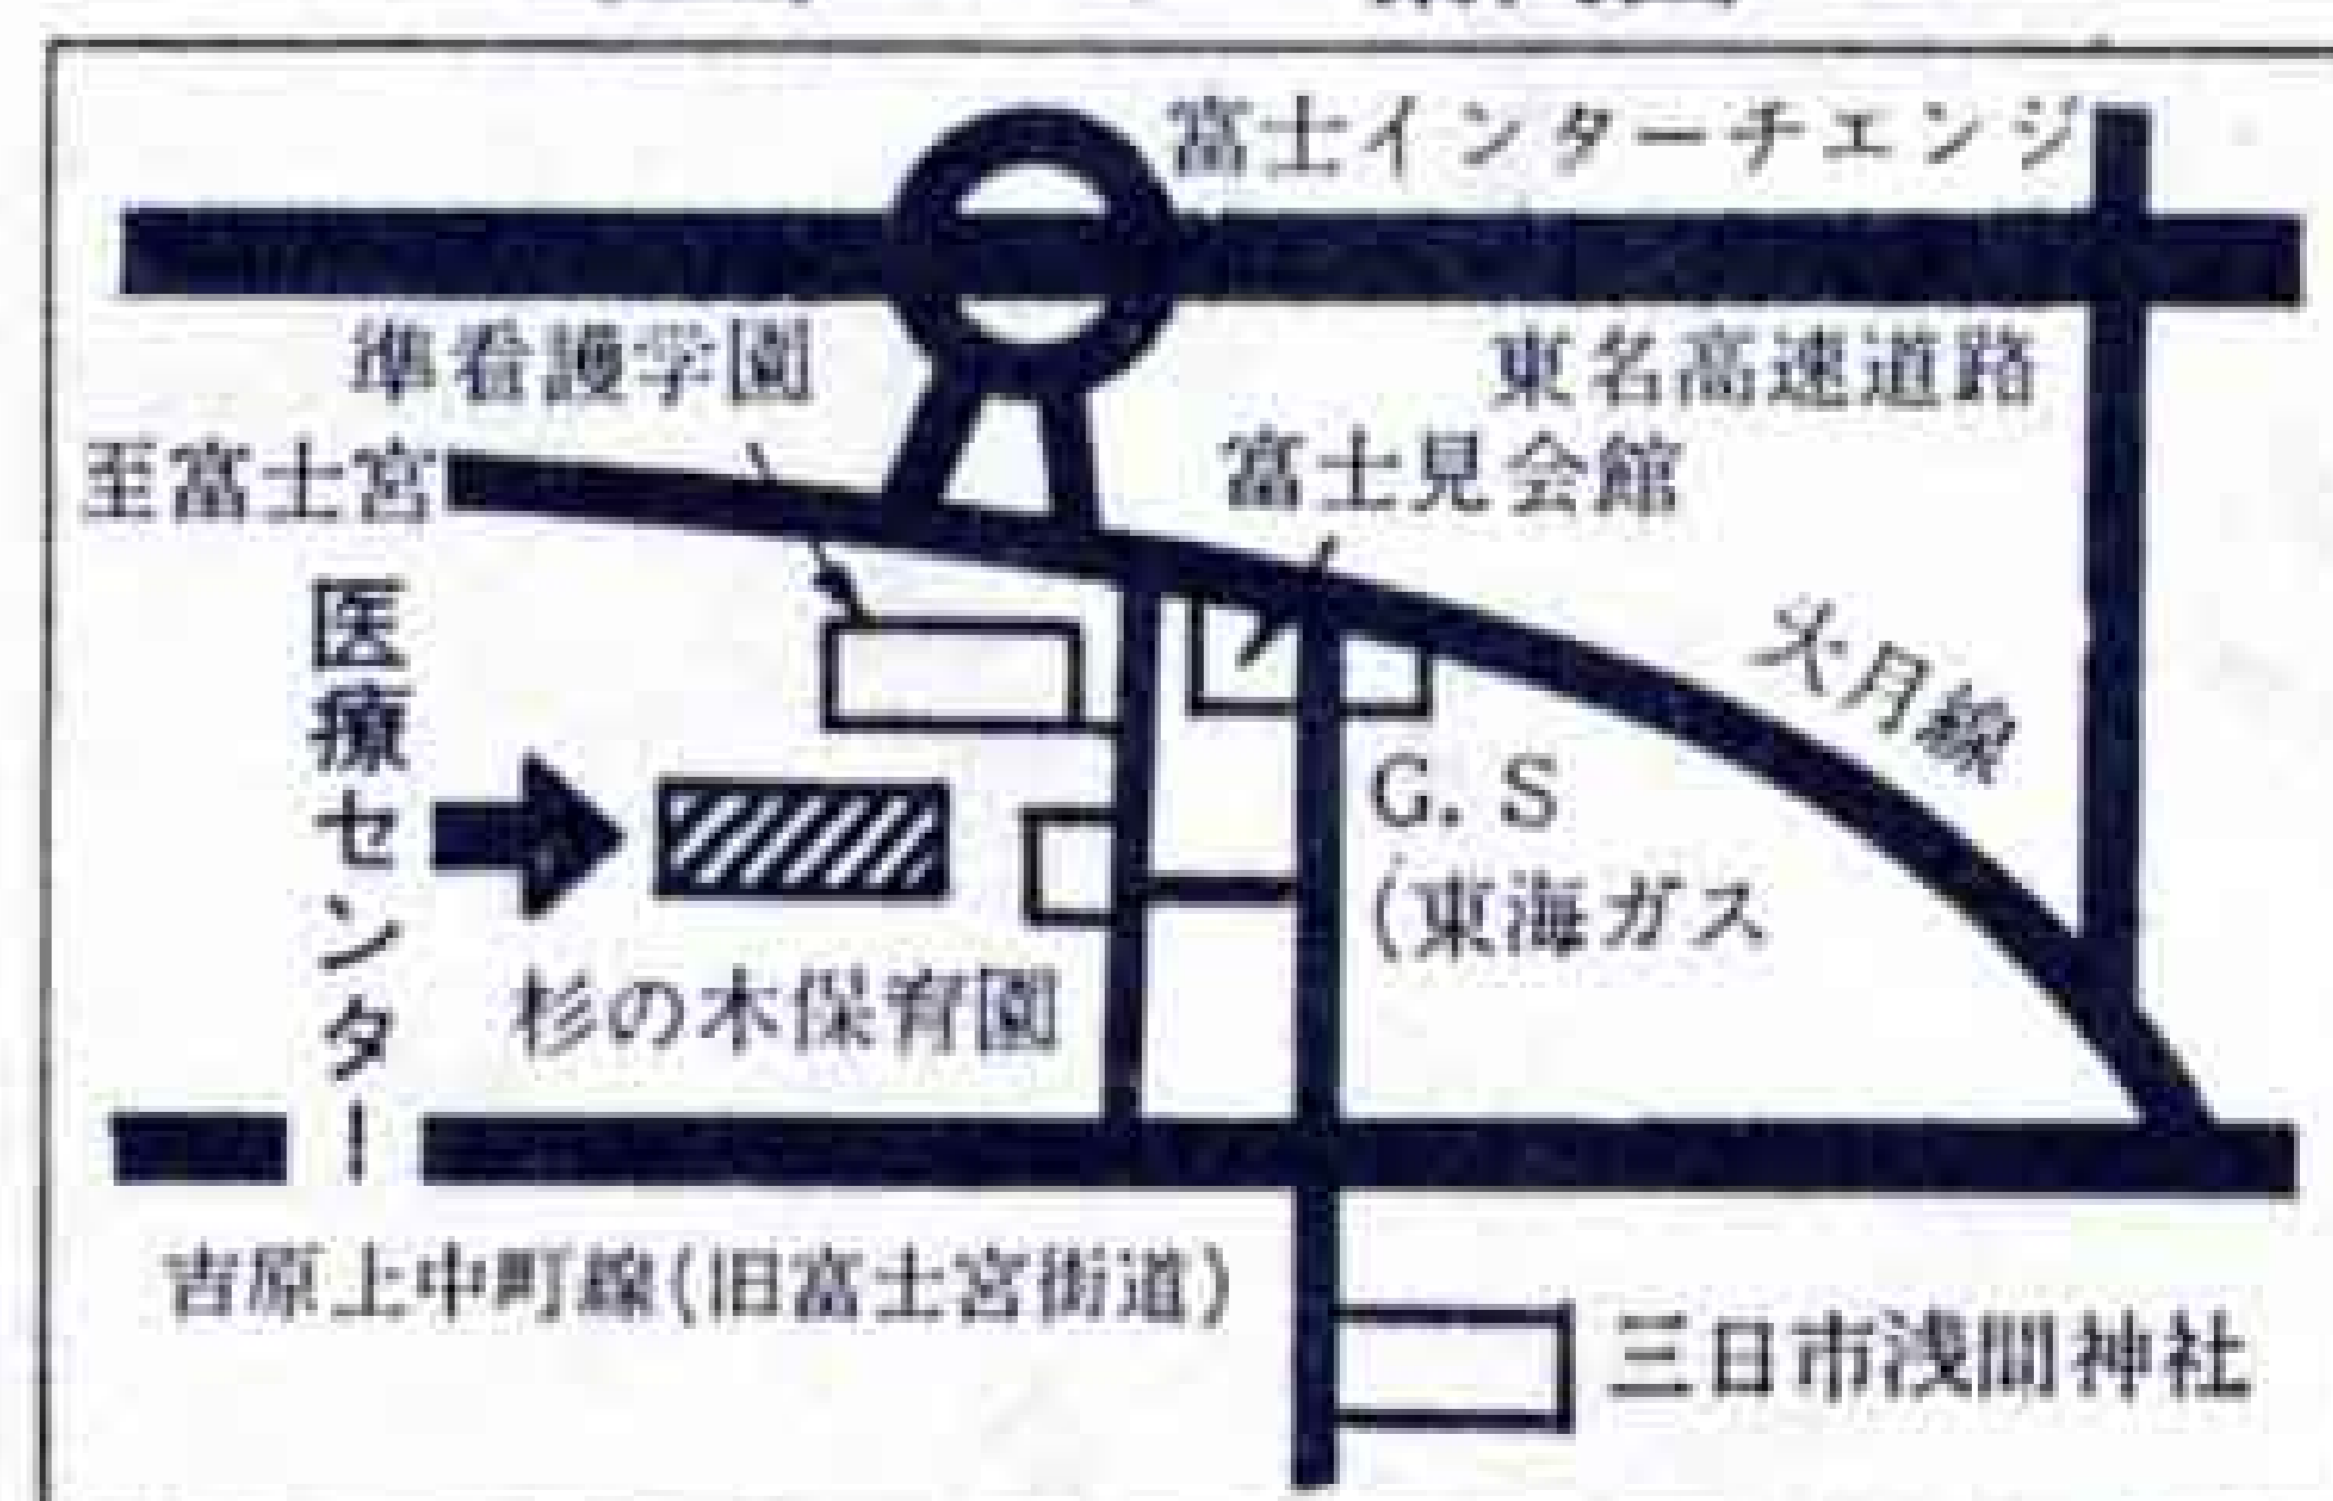 富士インターチェンジ
準看護学園
東名高速道路
至富士宮
富士見会館
大月線
医療センター
G.S
(東海ガス
杉の木保育園
吉原上中町線(旧富士宮街道)
三日市浅間神社